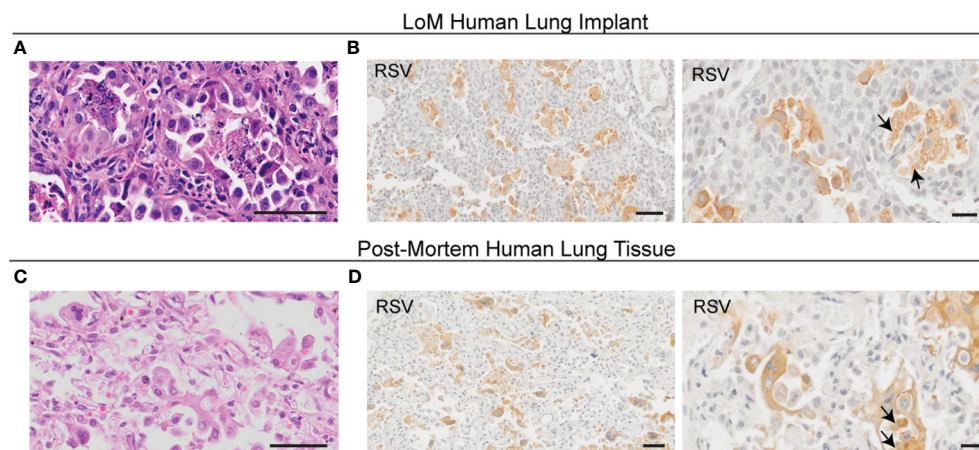 LoM Human Lung Implant
A
B
RSV
RSV
Post-Mortem Human Lung Tissue
C
D
RSV
RSV